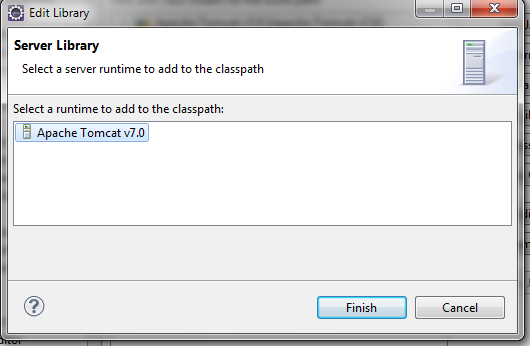 Edit Library
Server Library
Select a server runtime to add to the classpath
Select a runtime to add to the classpath:
Apache Tomcat v7.0
?
Finish
Cancel